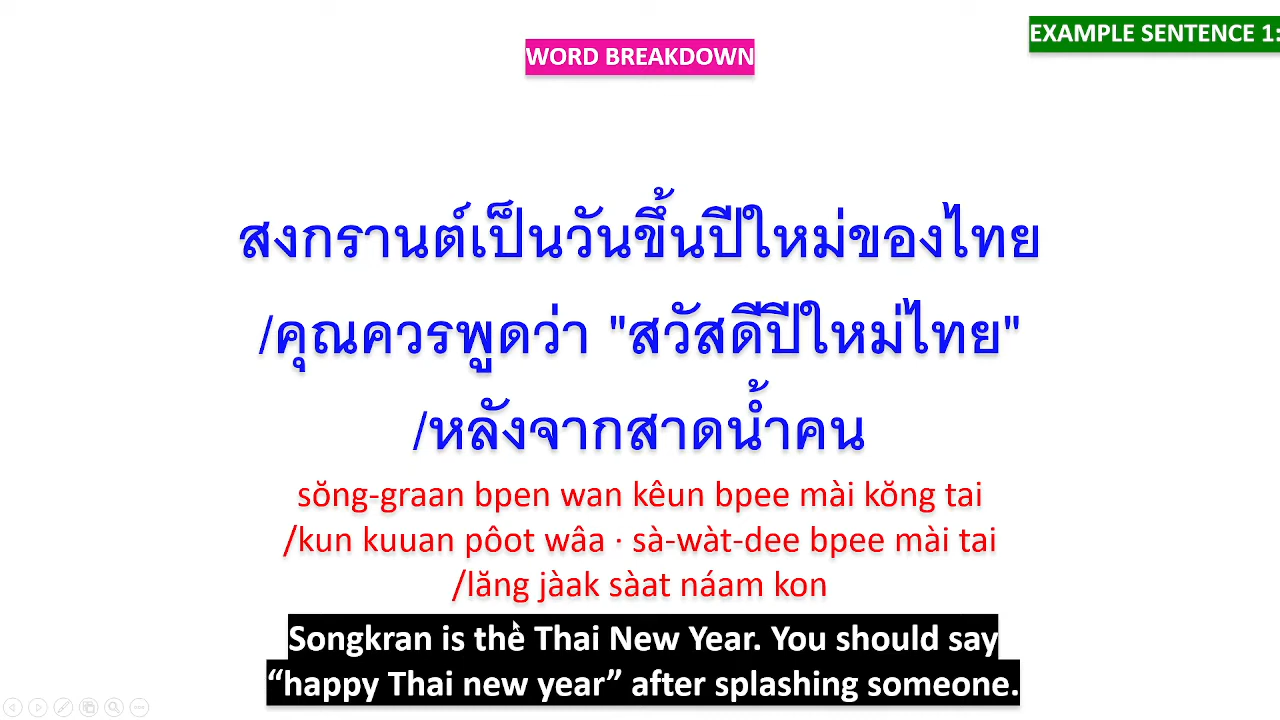 EXAMPLE SENTENCE 1:
WORD BREAKDOWN
สงกรานต์เป็นวันขึ้นปีใหม่ของไทย
/คุณควรพูดว่า "สวัสดีปีใหม่ไทย"
/หลังจากสาดน้ำคน
sŏng-graan bpen wan kêun bpee mài kŏng tai
/kun kuuan pôot wâa · sà-wàt-dee bpee mài tai
/lăng jàak sàat náam kon
Songkran is the Thai New Year. You should say
“happy Thai new year” after splashing someone.